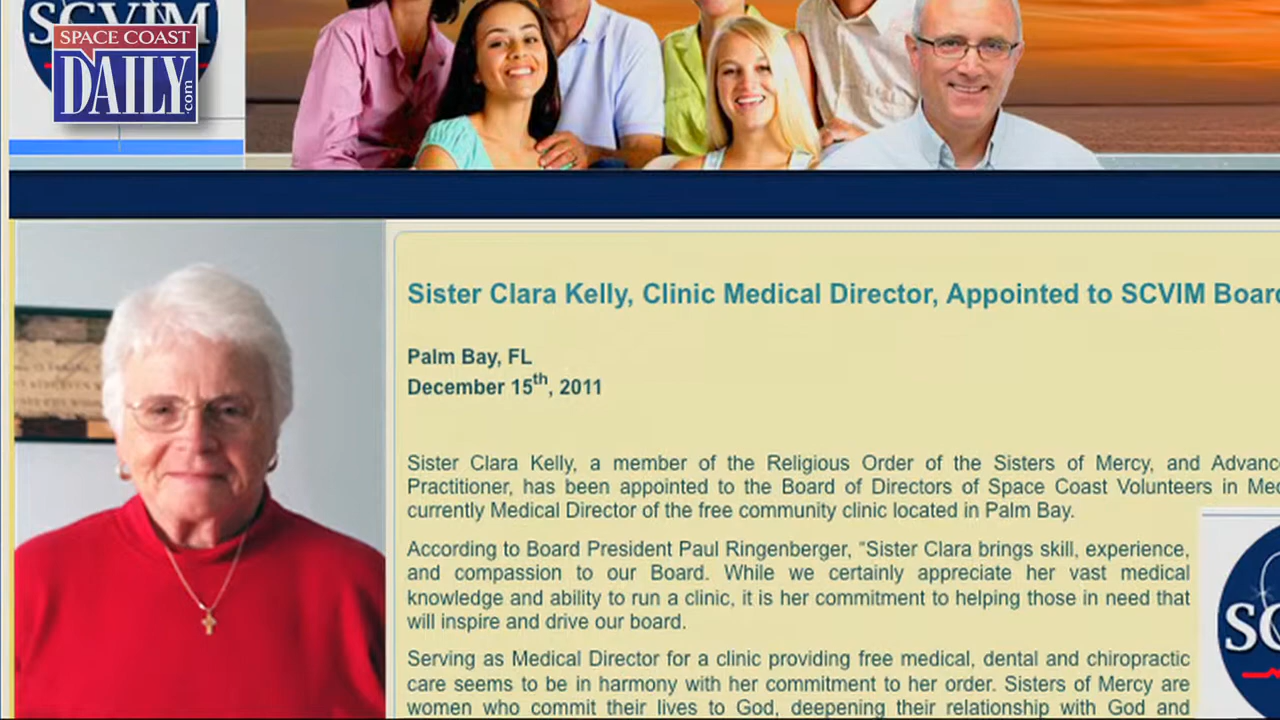 SCVIM
SPACE COAST
DAILY.com
Sister Clara Kelly, Clinic Medical Director, Appointed to SCVIM Board
Palm Bay, FL
December 15th, 2011
Sister Clara Kelly, a member of the Religious Order of the Sisters of Mercy, and Advance
Practitioner, has been appointed to the Board of Directors of Space Coast Volunteers in Med
currently Medical Director of the free community clinic located in Palm Bay.
According to Board President Paul Ringenberger, “Sister Clara brings skill, experience,
and compassion to our Board. While we certainly appreciate her vast medical
knowledge and ability to run a clinic, it is her commitment to helping those in need that
will inspire and drive our board.
Serving as Medical Director for a clinic providing free medical, dental and chiropractic
care seems to be in harmony with her commitment to her order. Sisters of Mercy are
women who commit their lives to God, deepening their relationship with God and